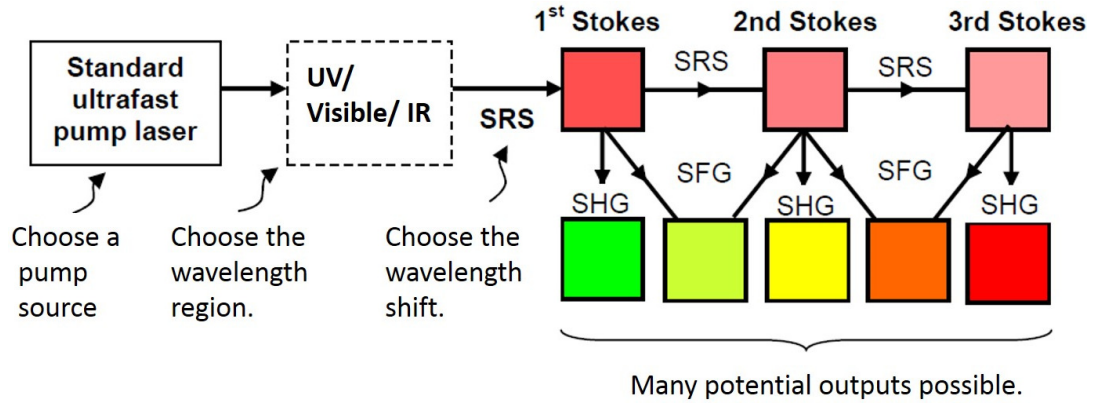 1st Stokes
2nd Stokes
3rd Stokes
Standard
ultrafast
pump laser
UV/
Visible/ IR
SRS
SRS
SRS
SFG
SFG
SHG
SHG
SHG
Choose a
pump
source
Choose the
wavelength
region.
Choose the
wavelength
shift.
Many potential outputs possible.